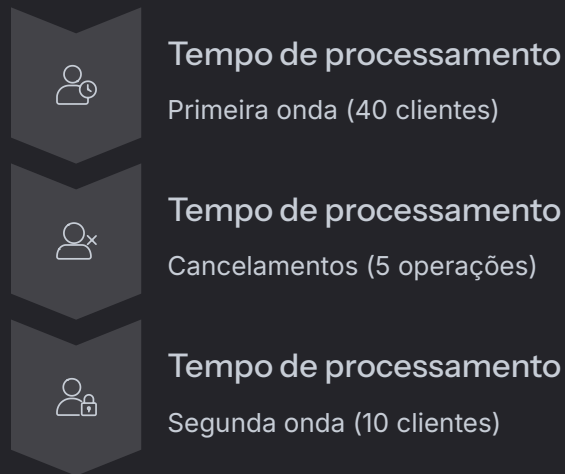 Tempo de processamento
Primeira onda (40 clientes)
Tempo de processamento
Cancelamentos (5 operações)
Tempo de processamento
Segunda onda (10 clientes)